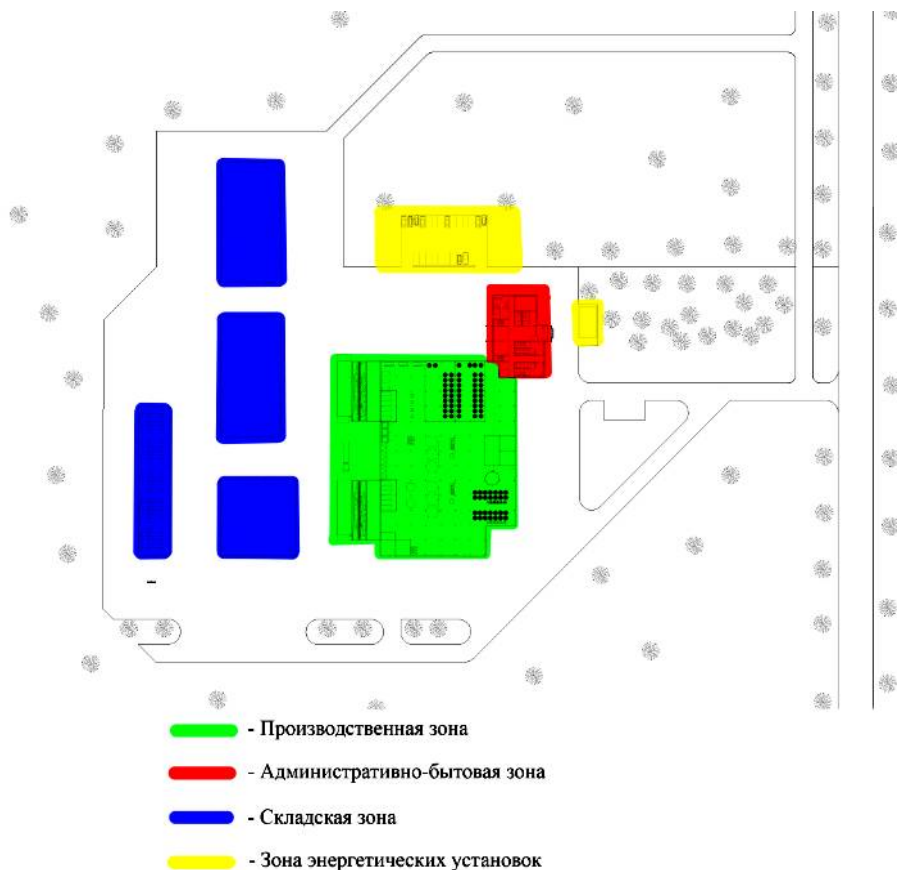 - Производственная зона
- Административно-бытовая зона
- Складская зона
- Зона энергетических установок